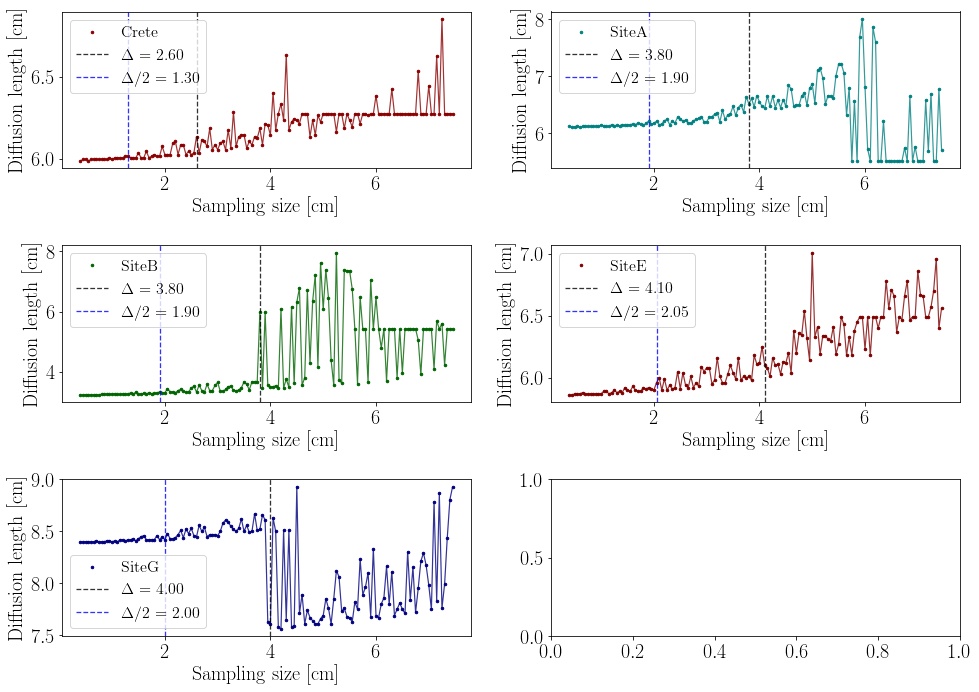 Diffusion length [cm]
6.5
6.0
Crete
Δ = 2.60
Δ/2 = 1.30
2 4 6
Sampling size [cm]
Diffusion length [cm]
8
7
6
SiteA
Δ = 3.80
Δ/2 = 1.90
2 4 6
Sampling size [cm]
Diffusion length [cm]
8
6
4
SiteB
Δ = 3.80
Δ/2 = 1.90
2 4 6
Sampling size [cm]
Diffusion length [cm]
7.0
6.5
6.0
SiteE
Δ = 4.10
Δ/2 = 2.05
2 4 6
Sampling size [cm]
Diffusion length [cm]
9.0
8.5
8.0
7.5
SiteG
Δ = 4.00
Δ/2 = 2.00
2 4 6
Sampling size [cm]
1.0
0.5
0.0
0.0 0.2 0.4 0.6 0.8 1.0